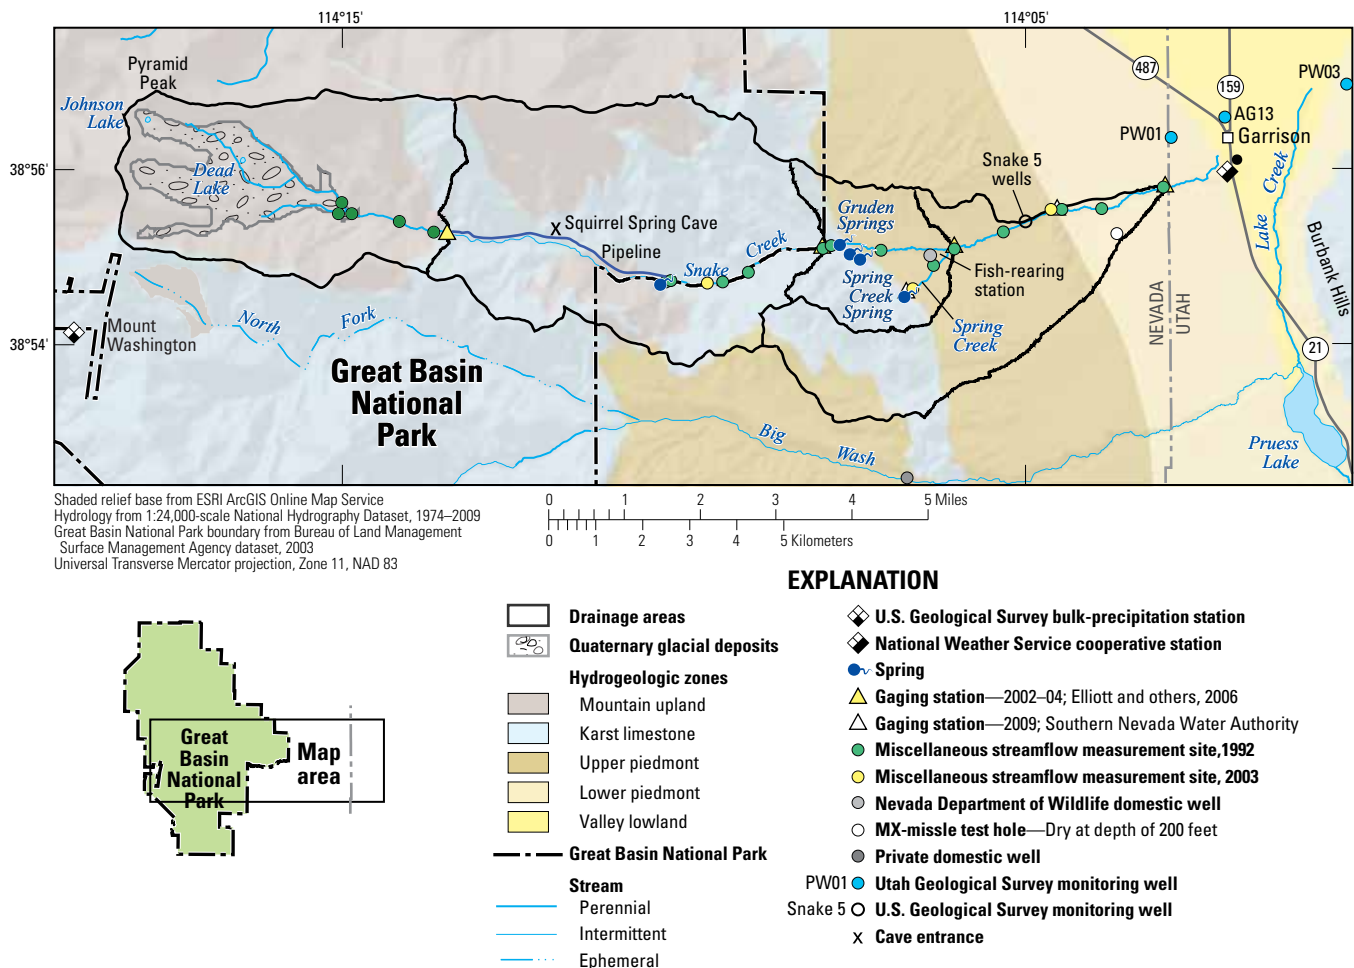 114°15'
114°05'
Pyramid
Peak
Johnson
Lake
Dead
Lake
38°56'
38°54'
487
159
PW03
AG13
Garrison
PW01
Snake 5
wells
Creek
Lake
Burbank Hills
Gruden
Springs
Squirrel Spring Cave
Pipeline
Snake
Creek
Spring
Creek
Spring
Fish-rearing
station
Spring
Creek
NEVADA
UTAH
21
Mount
Washington
North
Fork
Great Basin
National
Park
Big
Wash
Pruess
Lake
Shaded relief base from ESRI ArcGIS Online Map Service
Hydrology from 1:24,000-scale National Hydrography Dataset, 1974–2009
Great Basin National Park boundary from Bureau of Land Management
Surface Management Agency dataset, 2003
Universal Transverse Mercator projection, Zone 11, NAD 83
0 1 2 3 4 5 Miles
0 1 2 3 4 5 Kilometers
Great
Basin
National
Park
Map
area
EXPLANATION
Drainage areas
Quaternary glacial deposits
Hydrogeologic zones
Mountain upland
Karst limestone
Upper piedmont
Lower piedmont
Valley lowland
Great Basin National Park
Stream
Perennial
Intermittent
Ephemeral
U.S. Geological Survey bulk-precipitation station
National Weather Service cooperative station
Spring
Gaging station—2002–04; Elliott and others, 2006
Gaging station—2009; Southern Nevada Water Authority
Miscellaneous streamflow measurement site,1992
Miscellaneous streamflow measurement site, 2003
Nevada Department of Wildlife domestic well
MX-missle test hole—Dry at depth of 200 feet
Private domestic well
PW01 Utah Geological Survey monitoring well
Snake 5 U.S. Geological Survey monitoring well
x Cave entrance